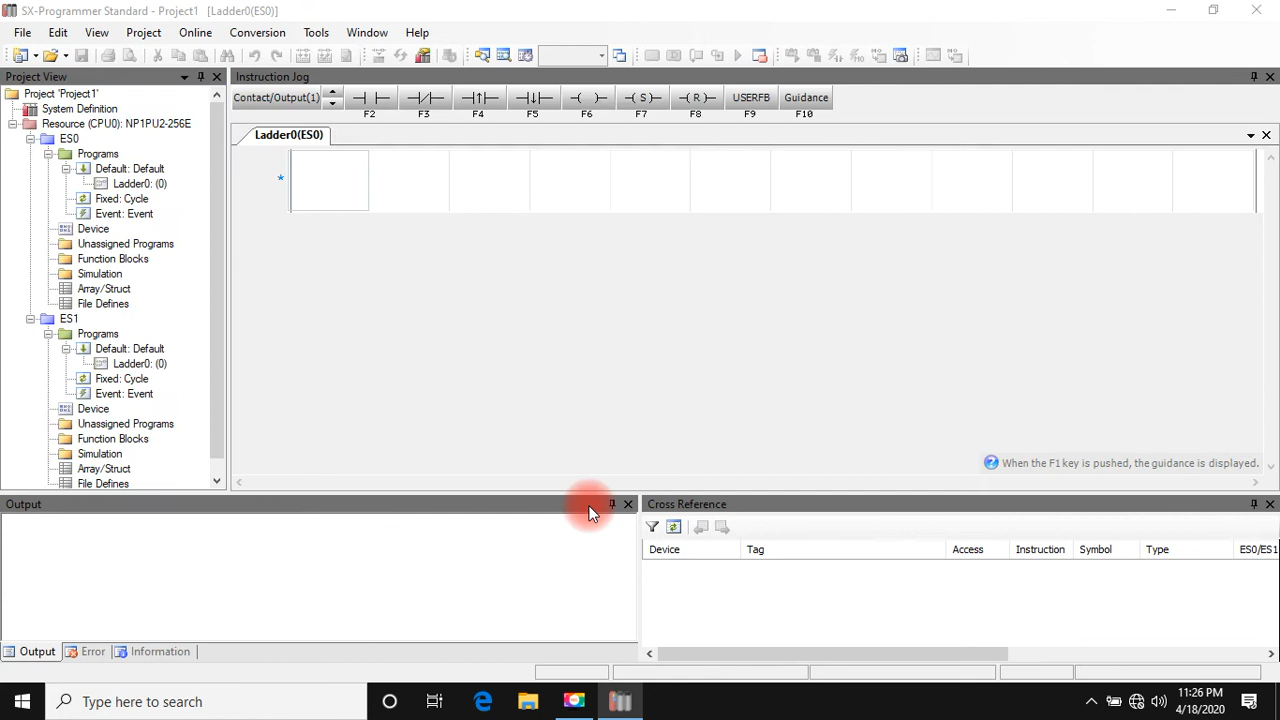 SX-Programmer Standard - Project1 [Ladder0(ES0)]
File Edit View Project Online Conversion Tools Window Help
Project View
Instruction Jog
Project 'Project1'
System Definition
Resource (CPU0): NP1PU2-256E
ES0
Programs
Default: Default
Ladder0: (0)
Fixed: Cycle
Event: Event
Device
Unassigned Programs
Function Blocks
Simulation
Array/Struct
File Defines
ES1
Programs
Default: Default
Ladder0: (0)
Fixed: Cycle
Event: Event
Device
Unassigned Programs
Function Blocks
Simulation
Array/Struct
File Defines
Contact/Output(1) ( ) ( S ) ( R ) USERFB Guidance
F2 F3 F4 F5 F6 F7 F8 F9 F10
Ladder0(ES0)
*
When the F1 key is pushed, the guidance is displayed.
Output
Output Error Information
Cross Reference
Device Tag Access Instruction Symbol Type ES0/ES1
Type here to search
11:26 PM
4/18/2020